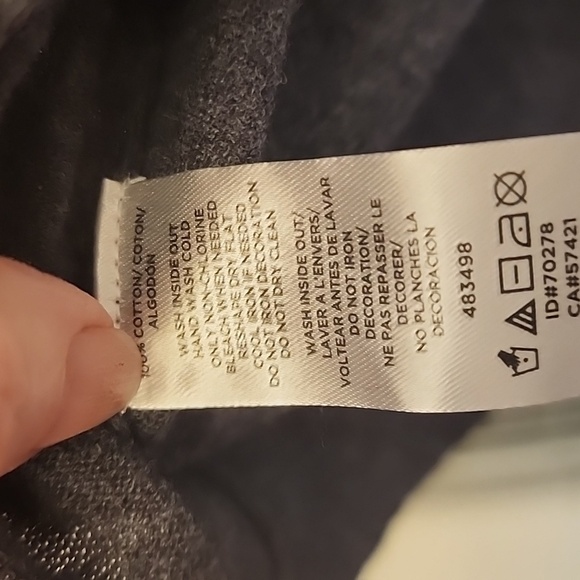 100% COTTON/ COTON/
ALGODÓN
WASH INSIDE OUT
HAND WASH COLD
ONLY NON-CHLORINE
BLEACH WHEN NEEDED
RESHAPE DRY FLAT
COOL IRON IF NEEDED
DO NOT IRON DECORATION
DO NOT DRY CLEAN
WASH INSIDE OUT/
LAVER A L'ENVERS/
VOLTEAR ANTES DE LAVAR
DO NOT IRON
DECORATION/
NE PAS REPASSER LE
DECORER/
NO PLANCHES LA
DECORACION
483498
ID#70278
CA#57421